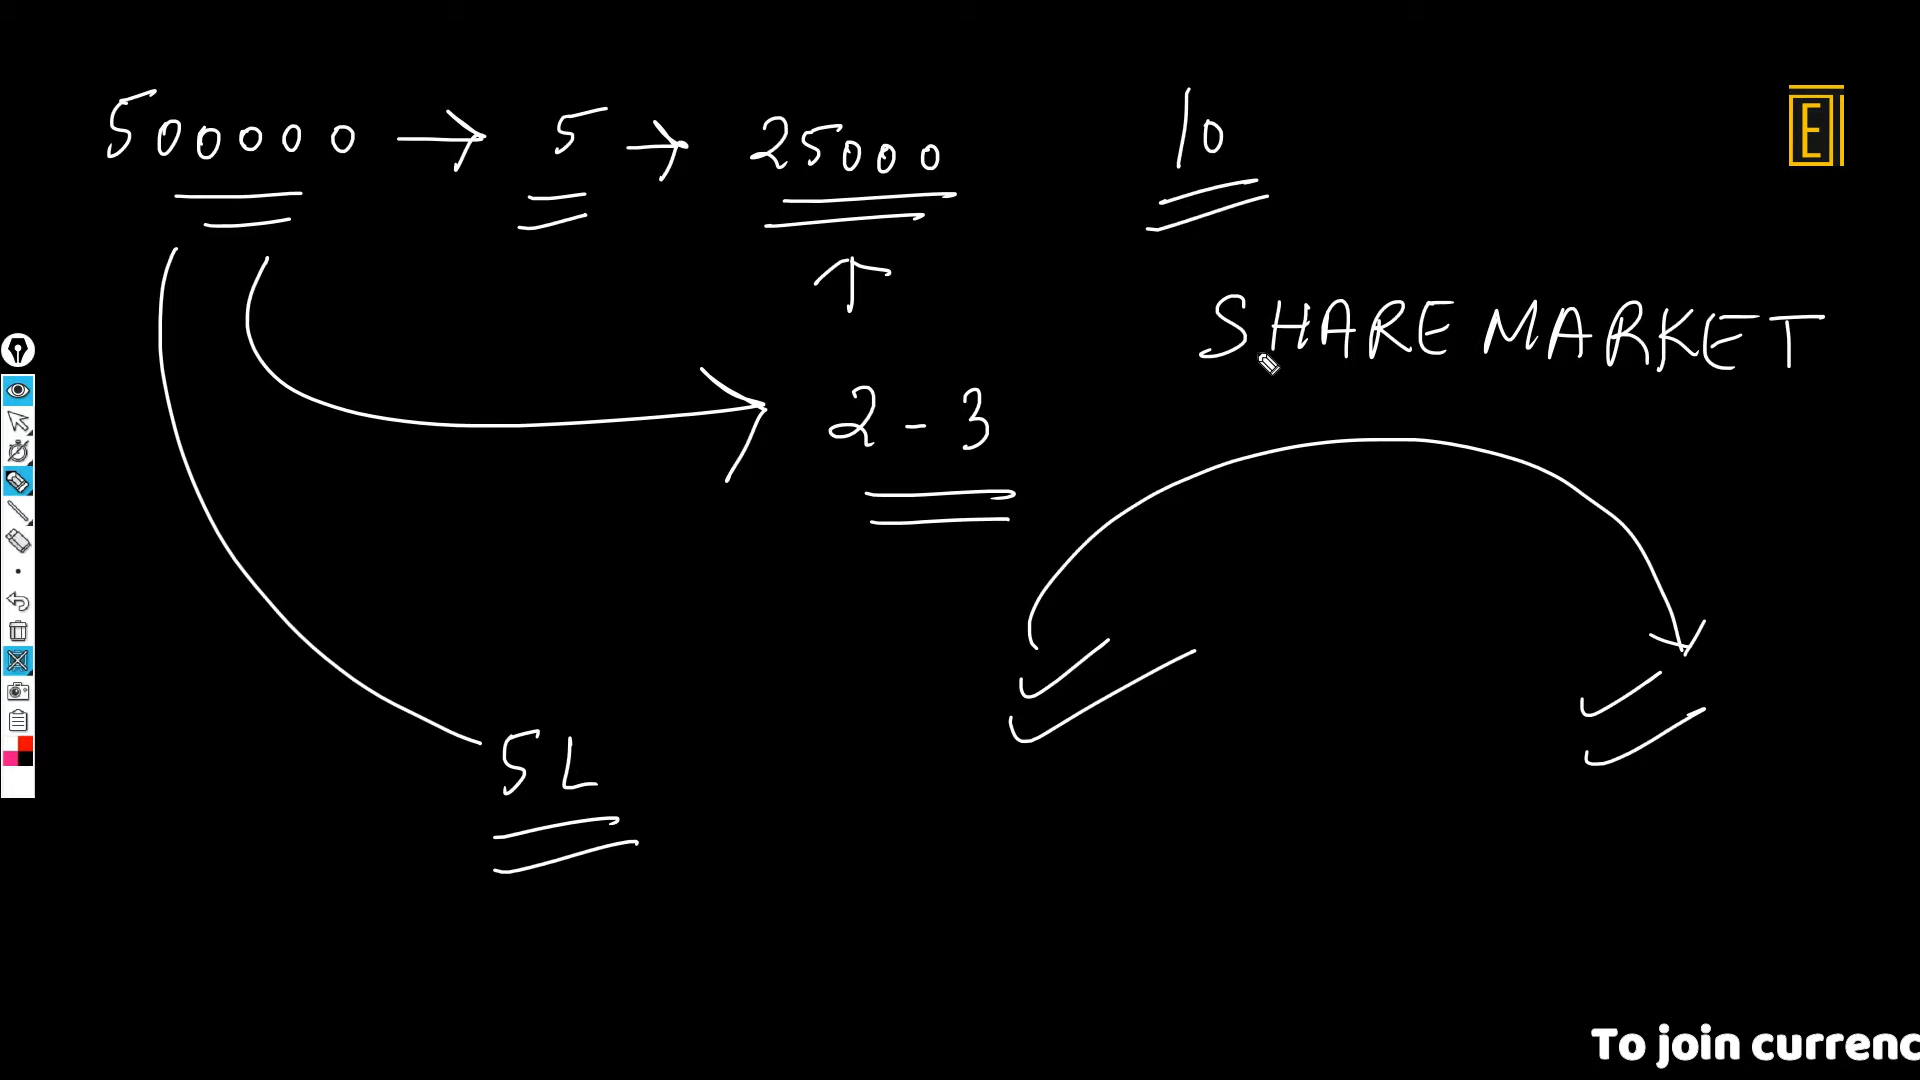 500000 → 5 → 25000 10
E
SHARE MARKET
2 - 3
5L
To join currenc